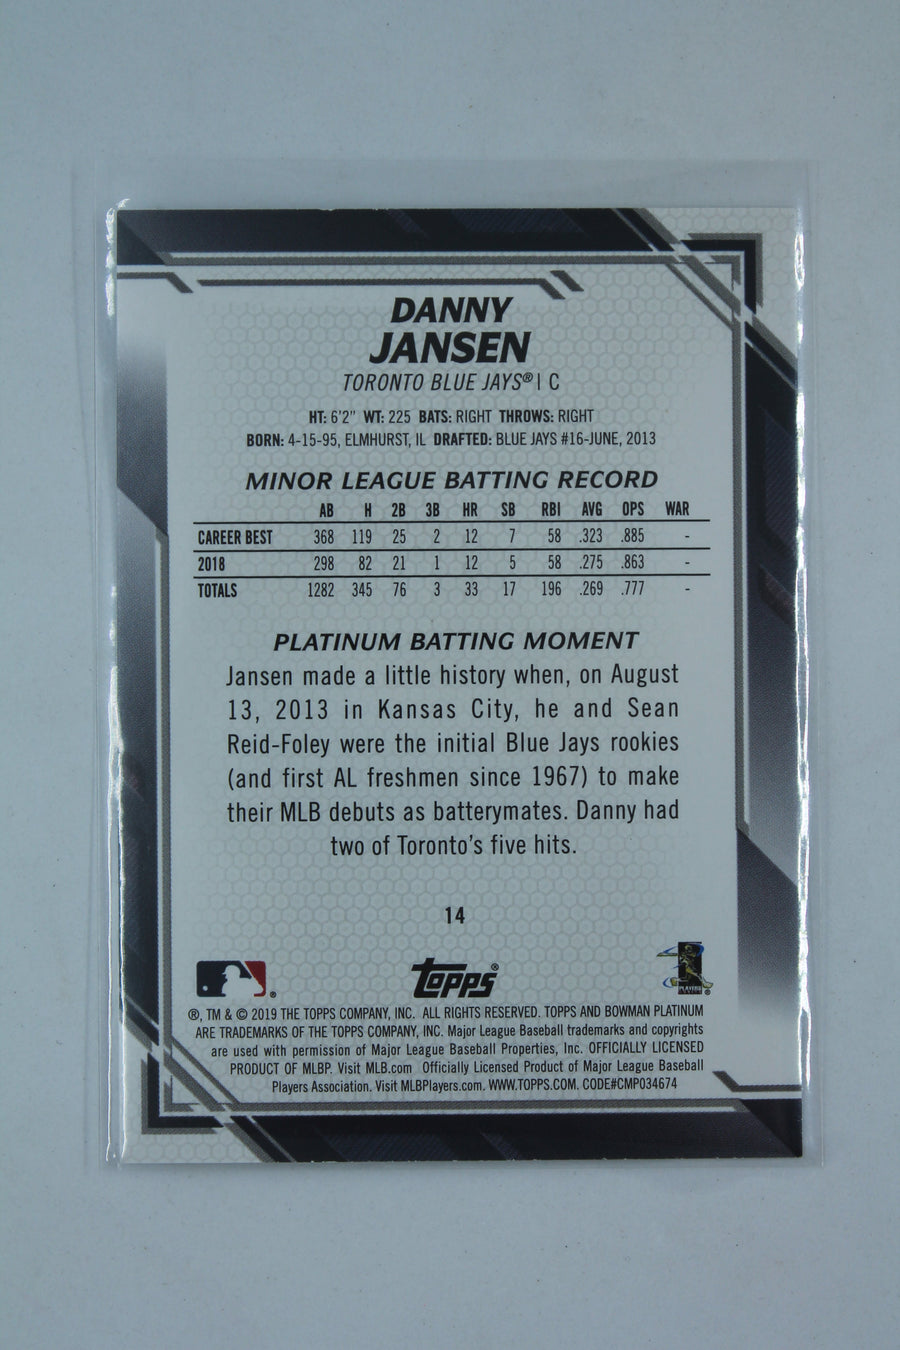 DANNY
JANSEN
TORONTO BLUE JAYS® | C
HT: 6'2" WT: 225 BATS: RIGHT THROWS: RIGHT
BORN: 4-15-95, ELMHURST, IL DRAFTED: BLUE JAYS #16-JUNE, 2013
MINOR LEAGUE BATTING RECORD
AB H 2B 3B HR SB RBI AVG OPS WAR
CAREER BEST 368 119 25 2 12 7 58 .323 .885 -
2018 298 82 21 1 12 5 58 .275 .863 -
TOTALS 1282 345 76 3 33 17 196 .269 .777 -
PLATINUM BATTING MOMENT
Jansen made a little history when, on August
13, 2013 in Kansas City, he and Sean
Reid-Foley were the initial Blue Jays rookies
(and first AL freshmen since 1967) to make
their MLB debuts as batterymates. Danny had
two of Toronto's five hits.
14
® Topps® PLAYERS ®
®, TM & © 2019 THE TOPPS COMPANY, INC. ALL RIGHTS RESERVED. TOPPS AND BOWMAN PLATINUM
ARE TRADEMARKS OF THE TOPPS COMPANY, INC. Major League Baseball trademarks and copyrights
are used with permission of Major League Baseball Properties, Inc. OFFICIALLY LICENSED
PRODUCT OF MLBP. Visit MLB.com Officially Licensed Product of Major League Baseball
Players Association. Visit MLBPlayers.com. WWW.TOPPS.COM. CODE#CMP034674